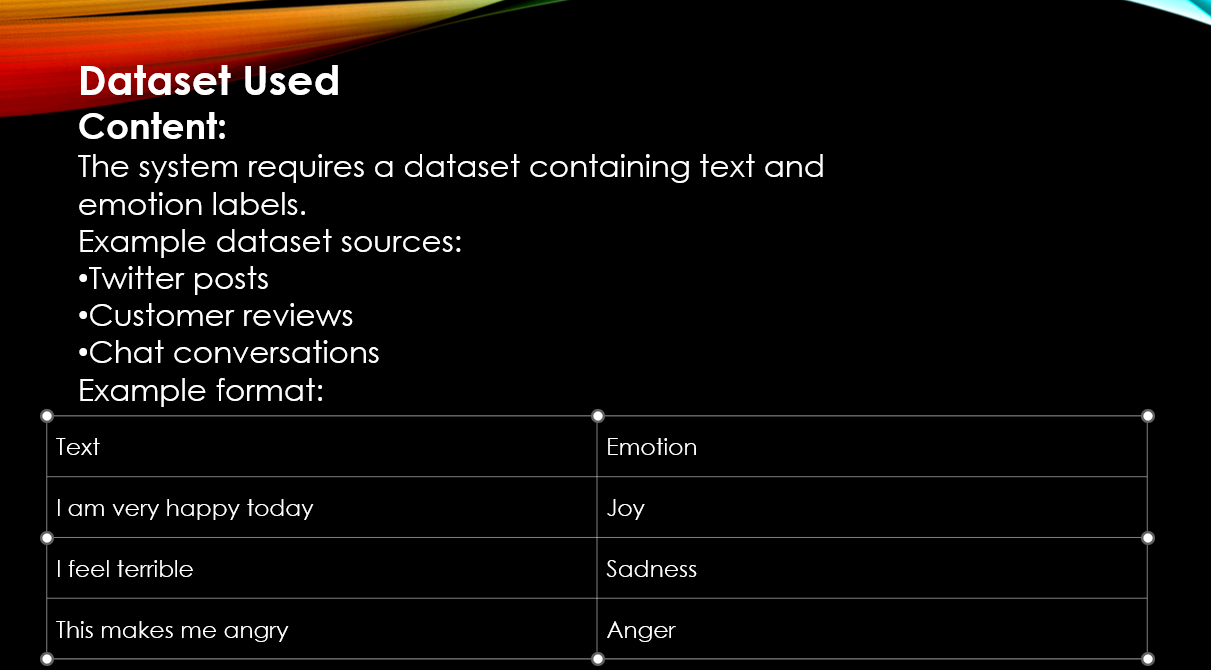 Dataset Used
Content:
The system requires a dataset containing text and
emotion labels.
Example dataset sources:
•Twitter posts
•Customer reviews
•Chat conversations
Example format:
Text Emotion
I am very happy today Joy
I feel terrible Sadness
This makes me angry Anger